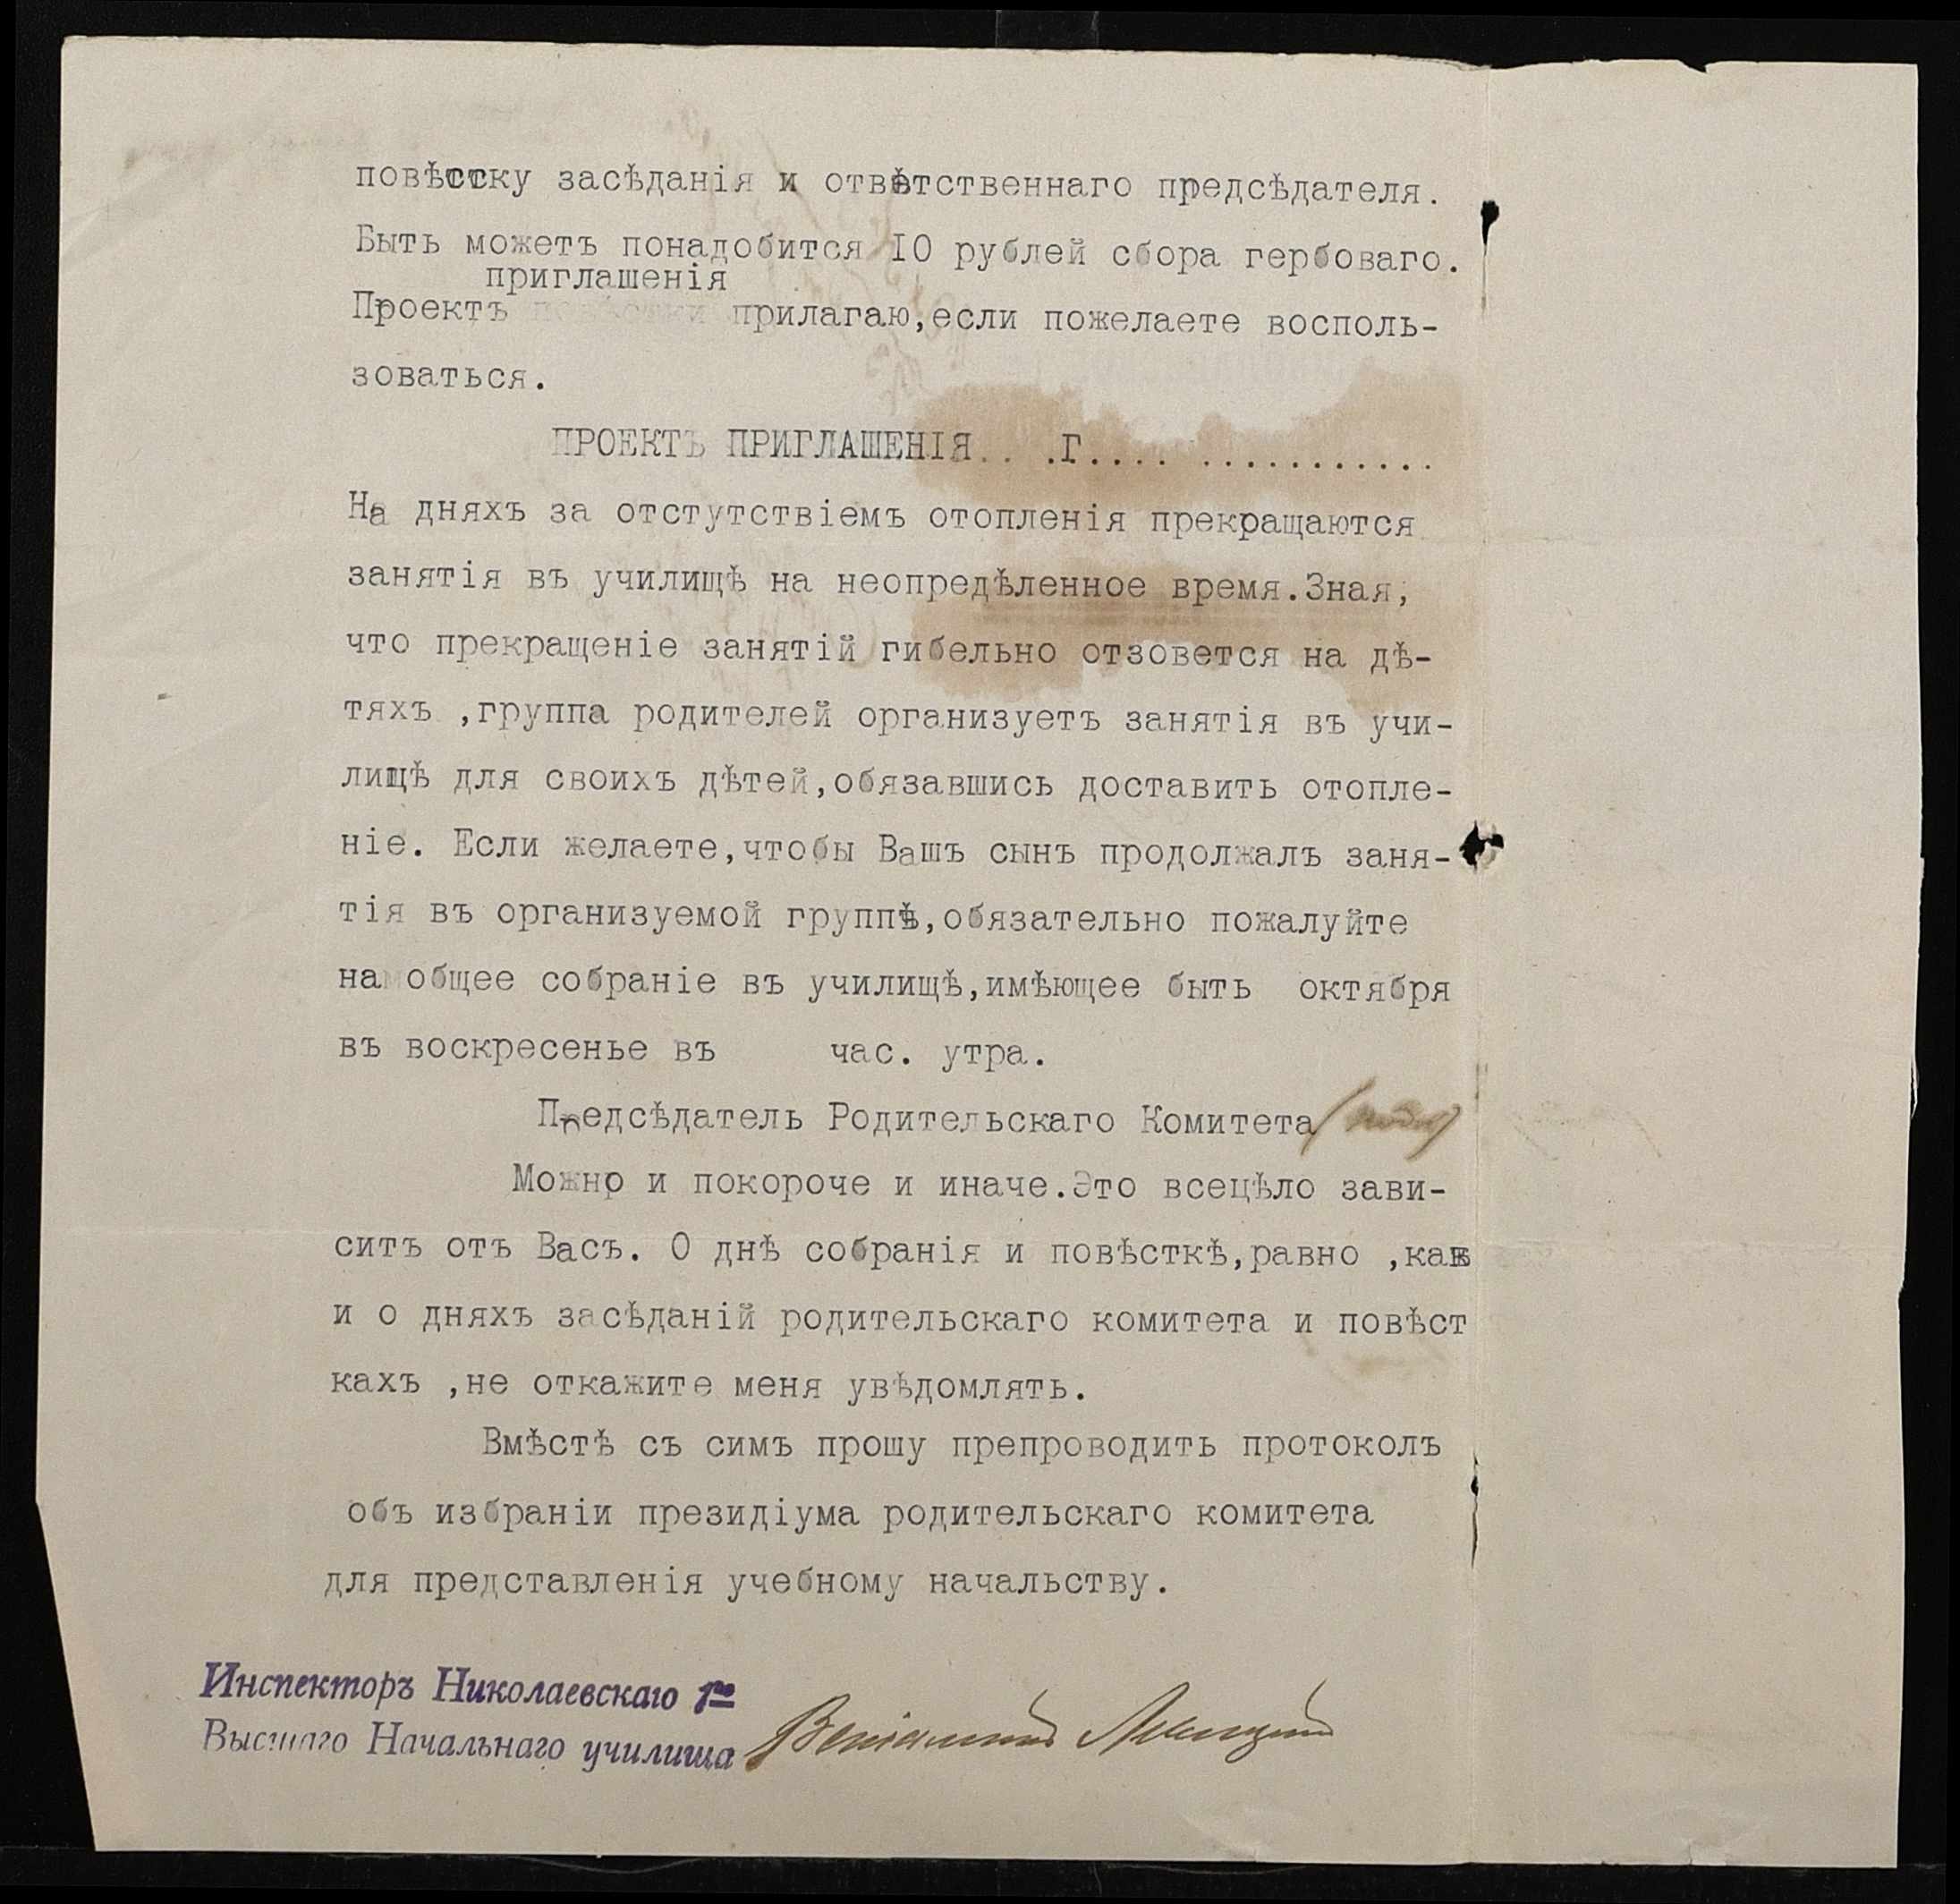 повѣстку засѣданія и отвѣтственнаго предсѣдателя.
Быть можетъ понадобится 10 рублей сбора гербоваго.
приглашенія
Проектъ повѣстки прилагаю,если пожелаете восполь-
зоваться.
ПРОЕКТЪ ПРИГЛАШЕНІЯ.. .Г.... ...........
На дняхъ за отстутствіемъ отопленія прекращаются
занятія въ училищѣ на неопредѣленное время.Зная,
что прекращеніе занятій гибельно отзовется на дѣ-
тяхъ ,группа родителей организуетъ занятія въ учи-
лищѣ для своихъ дѣтей,обязавшись доставить отопле-
ніе. Если желаете,чтобы Вашъ сынъ продолжалъ заня-
тія въ организуемой группѣ,обязательно пожалуйте
на общее собраніе въ училищѣ,имѣющее быть октября
въ воскресенье въ час. утра.
Предсѣдатель Родительскаго Комитета
Можно и покороче и иначе.Это всецѣло зави-
ситъ отъ Васъ. О днѣ собранія и повѣсткѣ,равно ,какъ
и о дняхъ засѣданій родительскаго комитета и повѣст
кахъ ,не откажите меня увѣдомлять.
Вмѣстѣ съ симъ прошу препроводить протоколъ
объ избраніи президіума родительскаго комитета
для представленія учебному начальству.
Инспекторъ Николаевскаго 1го
Высшаго Начальнаго училища Веніаминъ